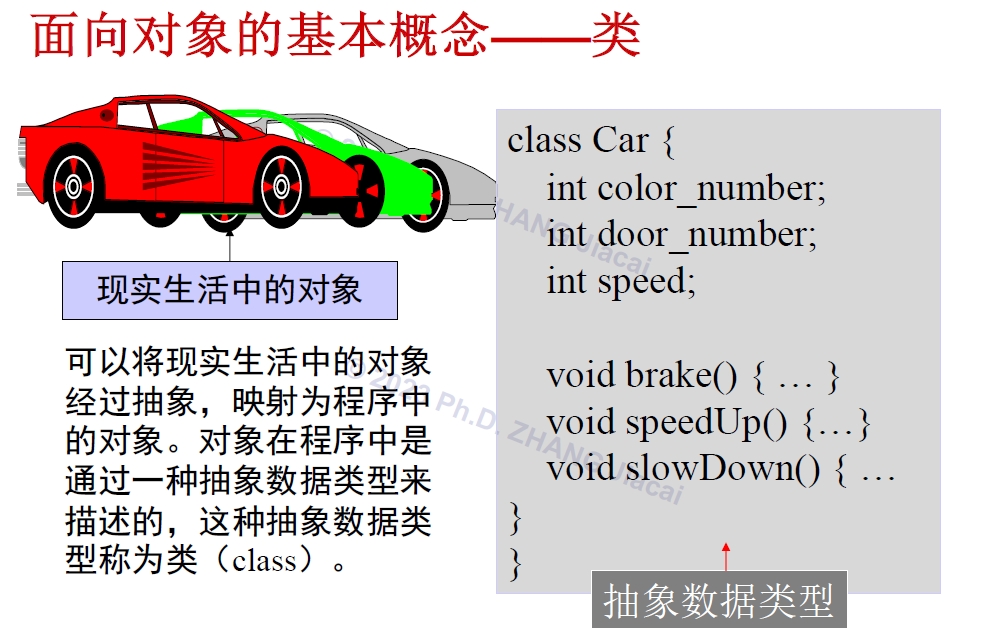 面向对象的基本概念——类
现实生活中的对象
可以将现实生活中的对象
经过抽象，映射为程序中
的对象。对象在程序中是
通过一种抽象数据类型来
描述的，这种抽象数据类
型称为类（class）。
class Car {
int color_number;
int door_number;
int speed;
void brake() { … }
void speedUp() {…}
void slowDown() { …
}
}
抽象数据类型
ZHANG Jiacai
Ph.D. ZHANG Jiacai